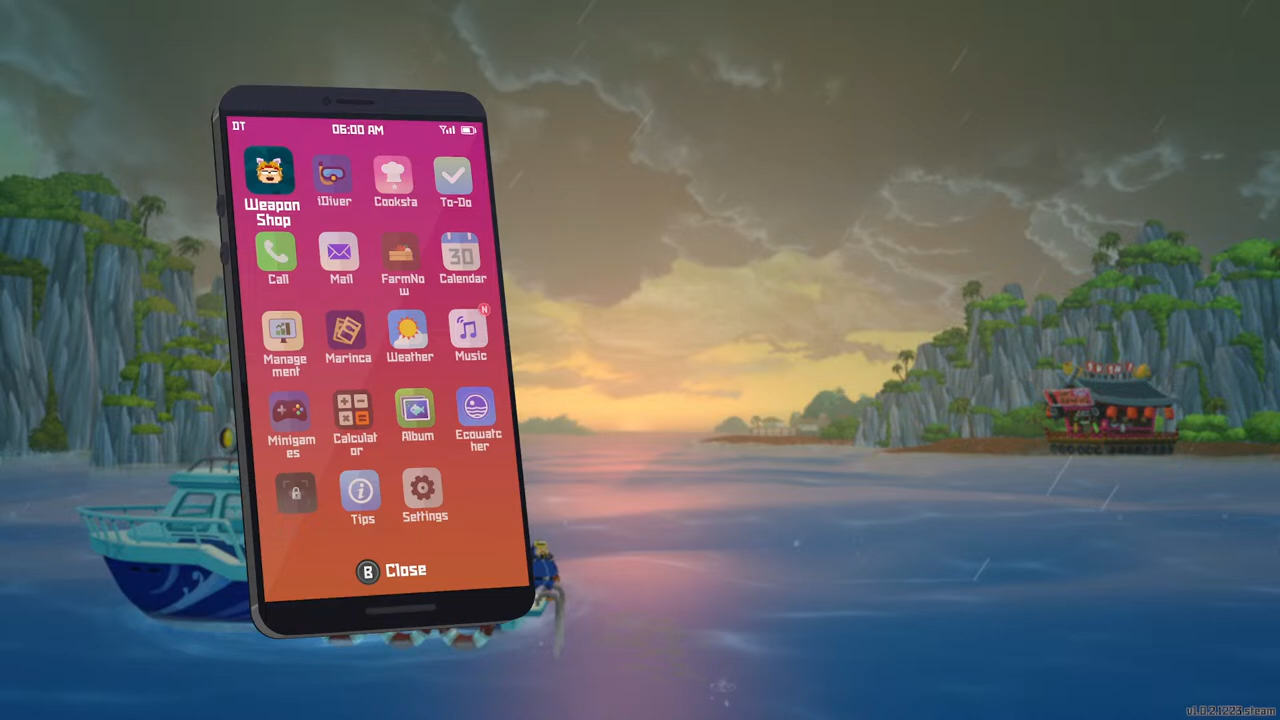 DT
06:00 AM
Weapon
Shop
iDiver
Cooksta
To-Do
Call
Mail
FarmNo
w
30
Calendar
Manage
ment
Marinca
Weather
N
Music
Minigam
es
Calculat
or
Album
Ecowatc
her
Tips
Settings
B Close
v1.0.2.1223.steam